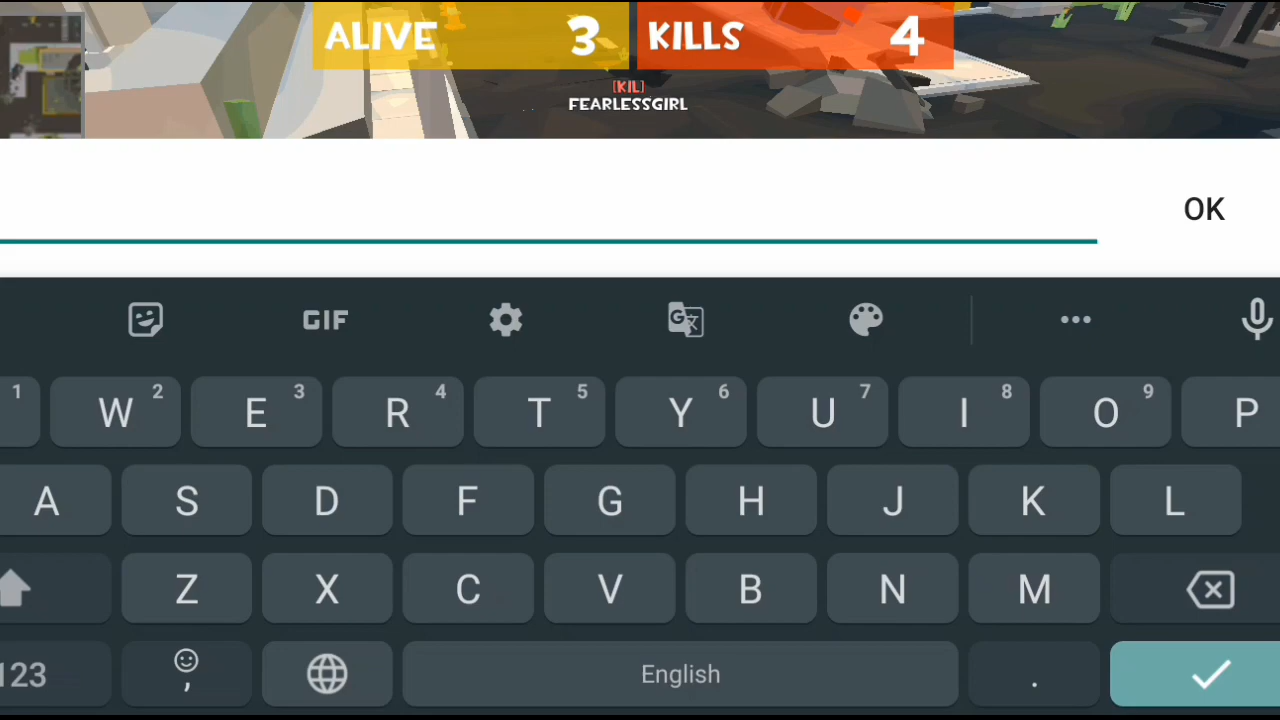 ALIVE 3 KILLS 4
[KIL]
FEARLESSGIRL
OK
GIF G
1 W 2 E 3 R 4 T 5 Y 6 U 7 I 8 O 9 P
A S D F G H J K L
Z X C V B N M
123 , English .